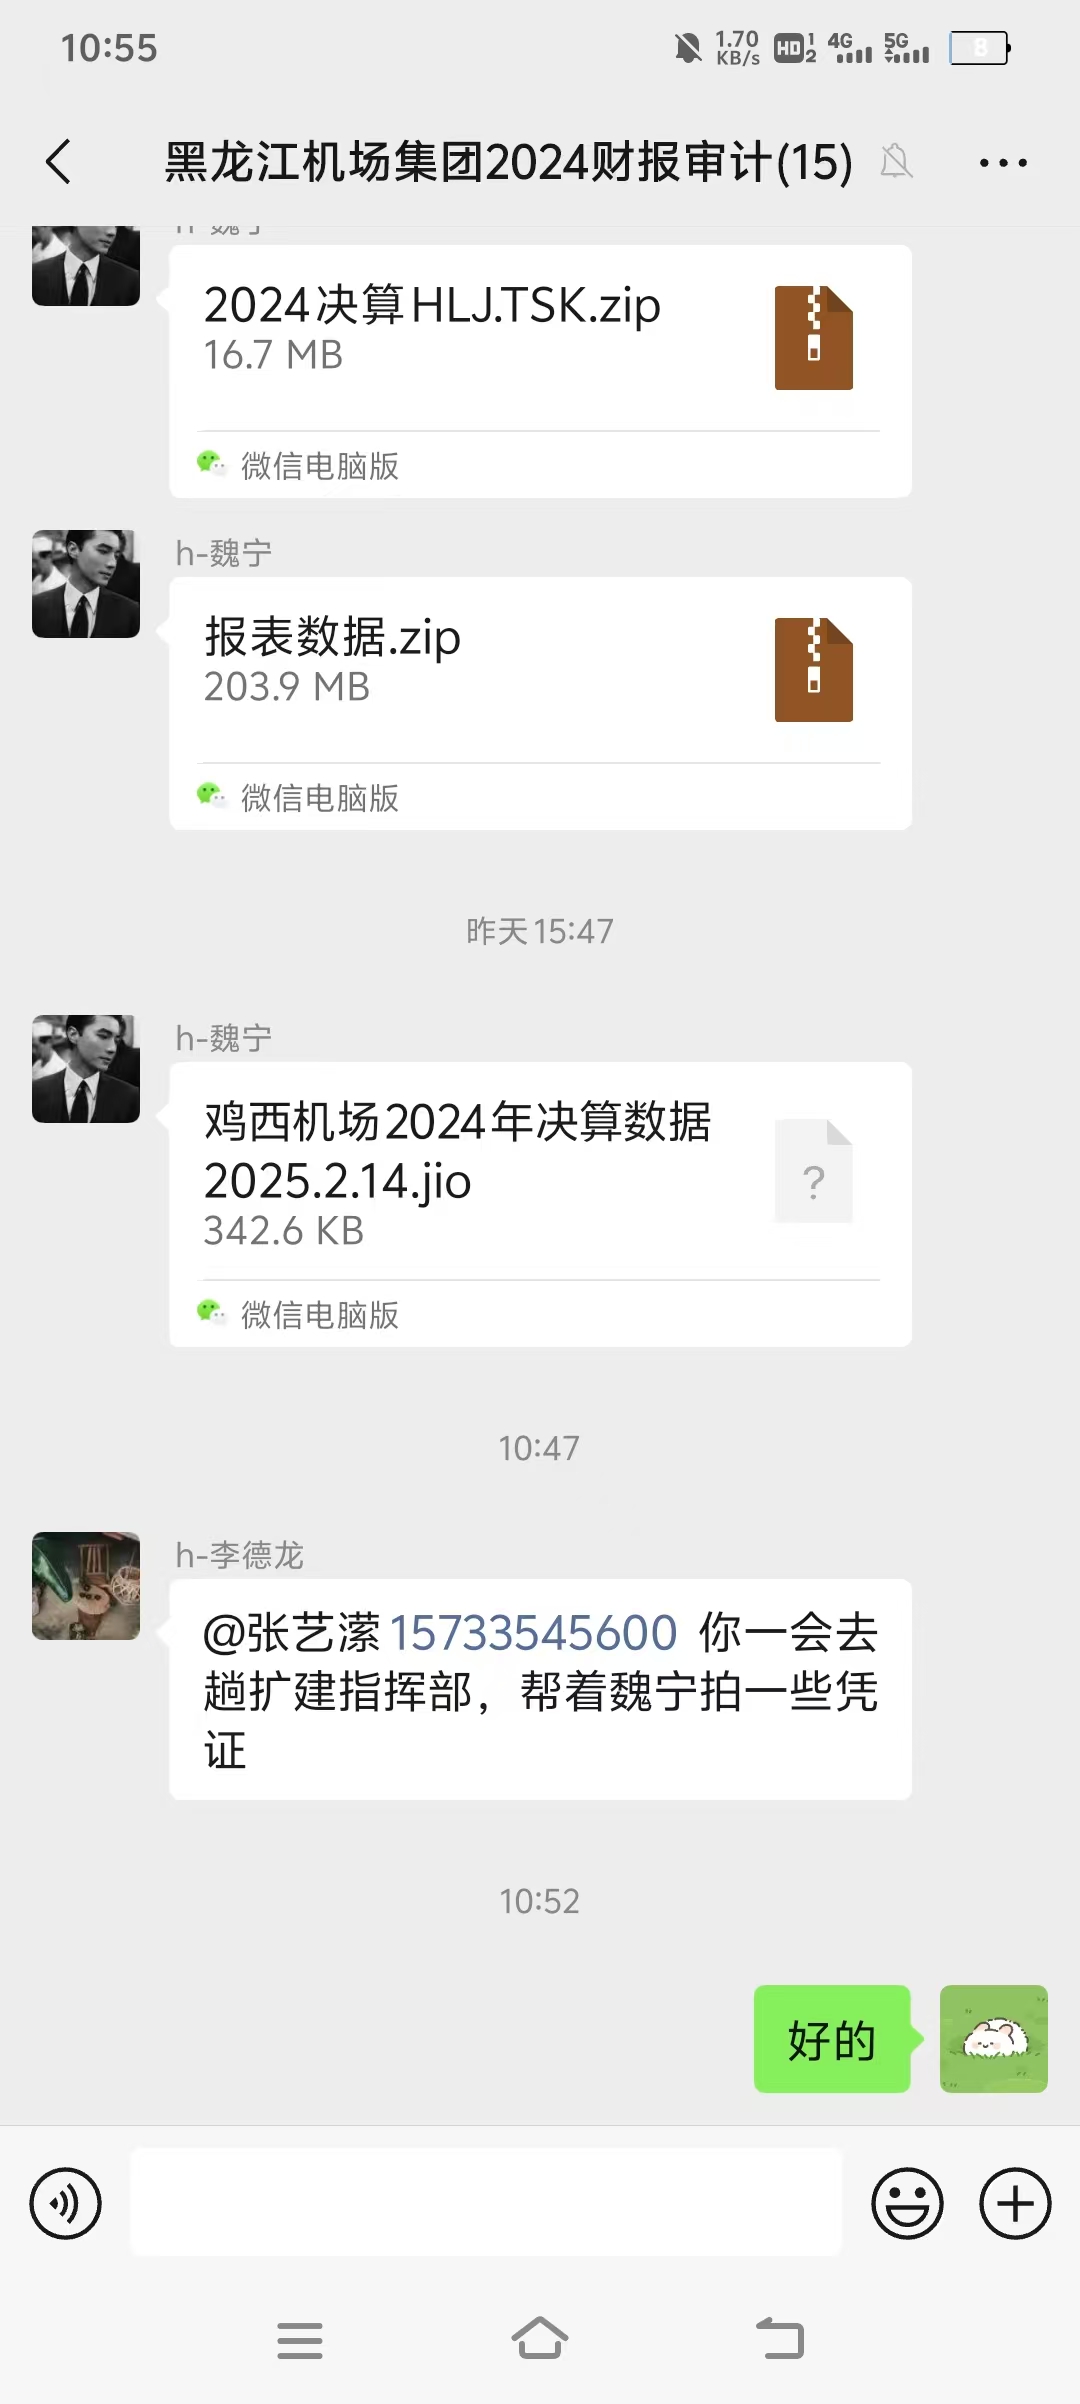 10:55
1.70
KB/s
HD 1 2
4G
5G
8
黑龙江机场集团2024财报审计(15)
h-魏宁
2024决算HLJ.TSK.zip
16.7 MB
微信电脑版
h-魏宁
报表数据.zip
203.9 MB
微信电脑版
昨天 15:47
h-魏宁
鸡西机场2024年决算数据
2025.2.14.jio
342.6 KB
?
微信电脑版
10:47
h-李德龙
@张艺潆 15733545600 你一会去
趟扩建指挥部，帮着魏宁拍一些凭
证
10:52
好的